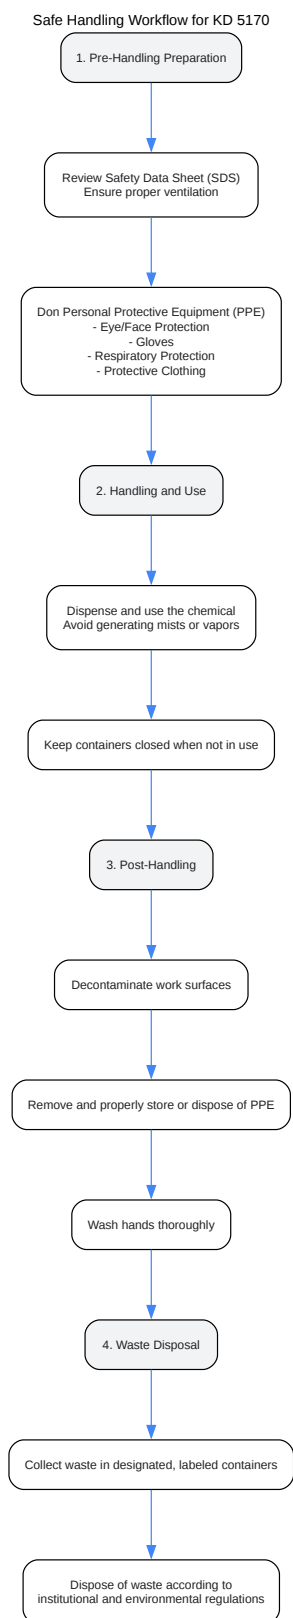 Safe Handling Workflow for KD 5170
1. Pre-Handling Preparation
Review Safety Data Sheet (SDS)
Ensure proper ventilation
Don Personal Protective Equipment (PPE)
- Eye/Face Protection
- Gloves
- Respiratory Protection
- Protective Clothing
2. Handling and Use
Dispense and use the chemical
Avoid generating mists or vapors
Keep containers closed when not in use
3. Post-Handling
Decontaminate work surfaces
Remove and properly store or dispose of PPE
Wash hands thoroughly
4. Waste Disposal
Collect waste in designated, labeled containers
Dispose of waste according to
institutional and environmental regulations